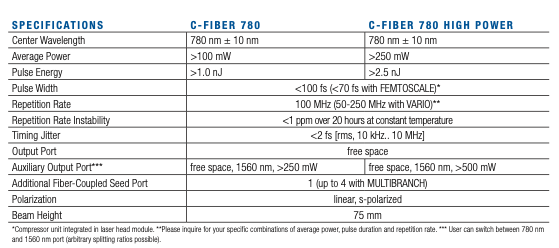 SPECIFICATIONS C-FIBER 780 C-FIBER 780 HIGH POWER
Center Wavelength 780 nm ± 10 nm 780 nm ± 10 nm
Average Power >100 mW >250 mW
Pulse Energy >1.0 nJ >2.5 nJ
Pulse Width <100 fs (<70 fs with FEMTOSCALE)*
Repetition Rate 100 MHz (50-250 MHz with VARIO)**
Repetition Rate Instability <1 ppm over 20 hours at constant temperature
Timing Jitter <2 fs [rms, 10 kHz.. 10 MHz]
Output Port free space
Auxiliary Output Port*** free space, 1560 nm, >250 mW free space, 1560 nm, >500 mW
Additional Fiber-Coupled Seed Port 1 (up to 4 with MULTIBRANCH)
Polarization linear, s-polarized
Beam Height 75 mm
*Compressor unit integrated in laser head module. **Please inquire for your specific combinations of average power, pulse duration and repetition rate. *** User can switch between 780 nm
and 1560 nm port (arbitrary splitting ratios possible).